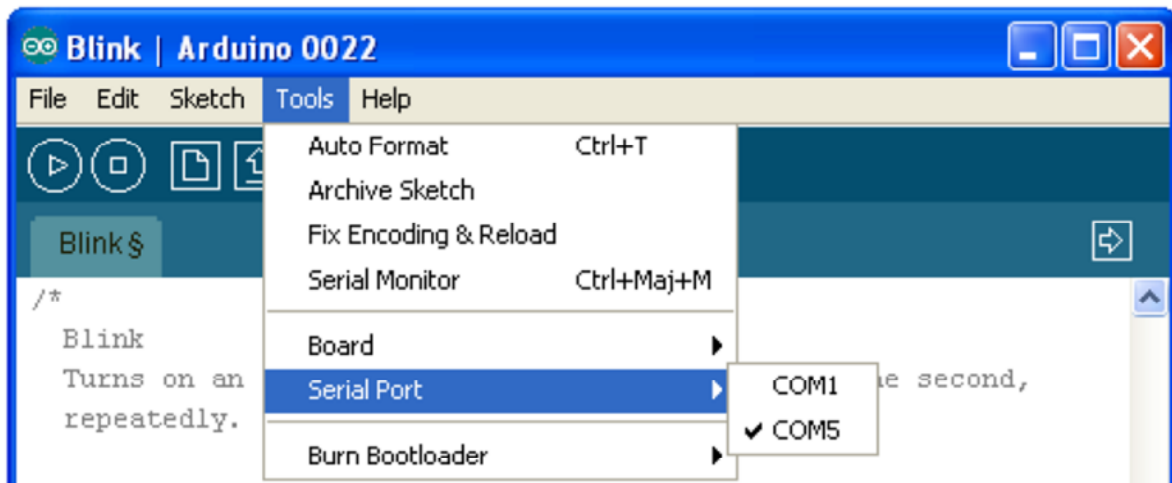 Blink | Arduino 0022
File Edit Sketch Tools Help
Auto Format Ctrl+T
Archive Sketch
Fix Encoding & Reload
Serial Monitor Ctrl+Maj+M
Board
Serial Port
Burn Bootloader
COM1
✔ COM5
Blink§
/*
Blink
Turns on an
e second,
repeatedly.